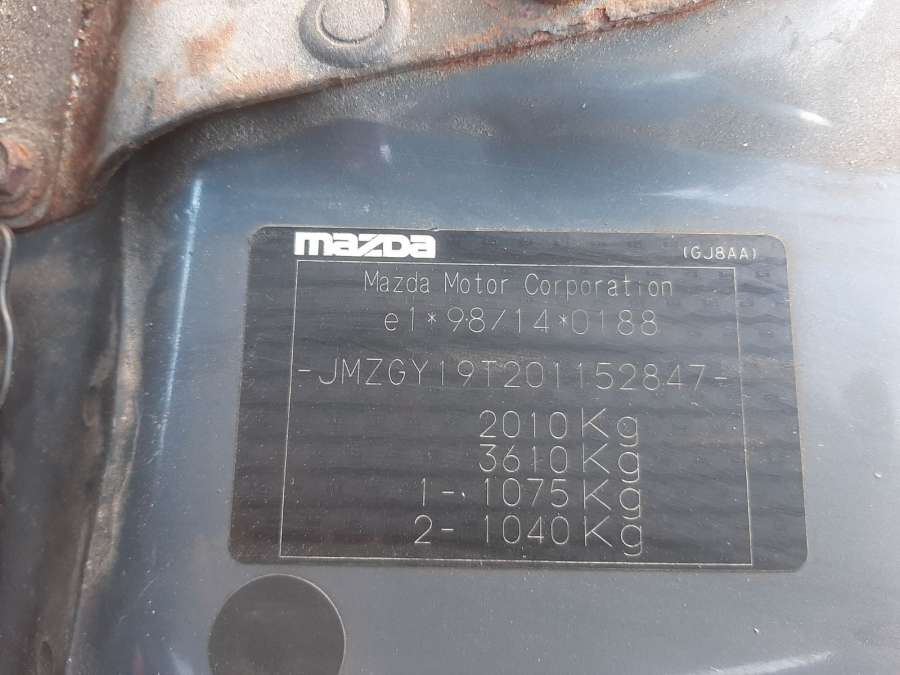 mazda
(GJ8AA)
Mazda Motor Corporation
e1*98/14*0188
-JMZGY19T201152847-
2010Kg
3610Kg
1-1075Kg
2-1040Kg